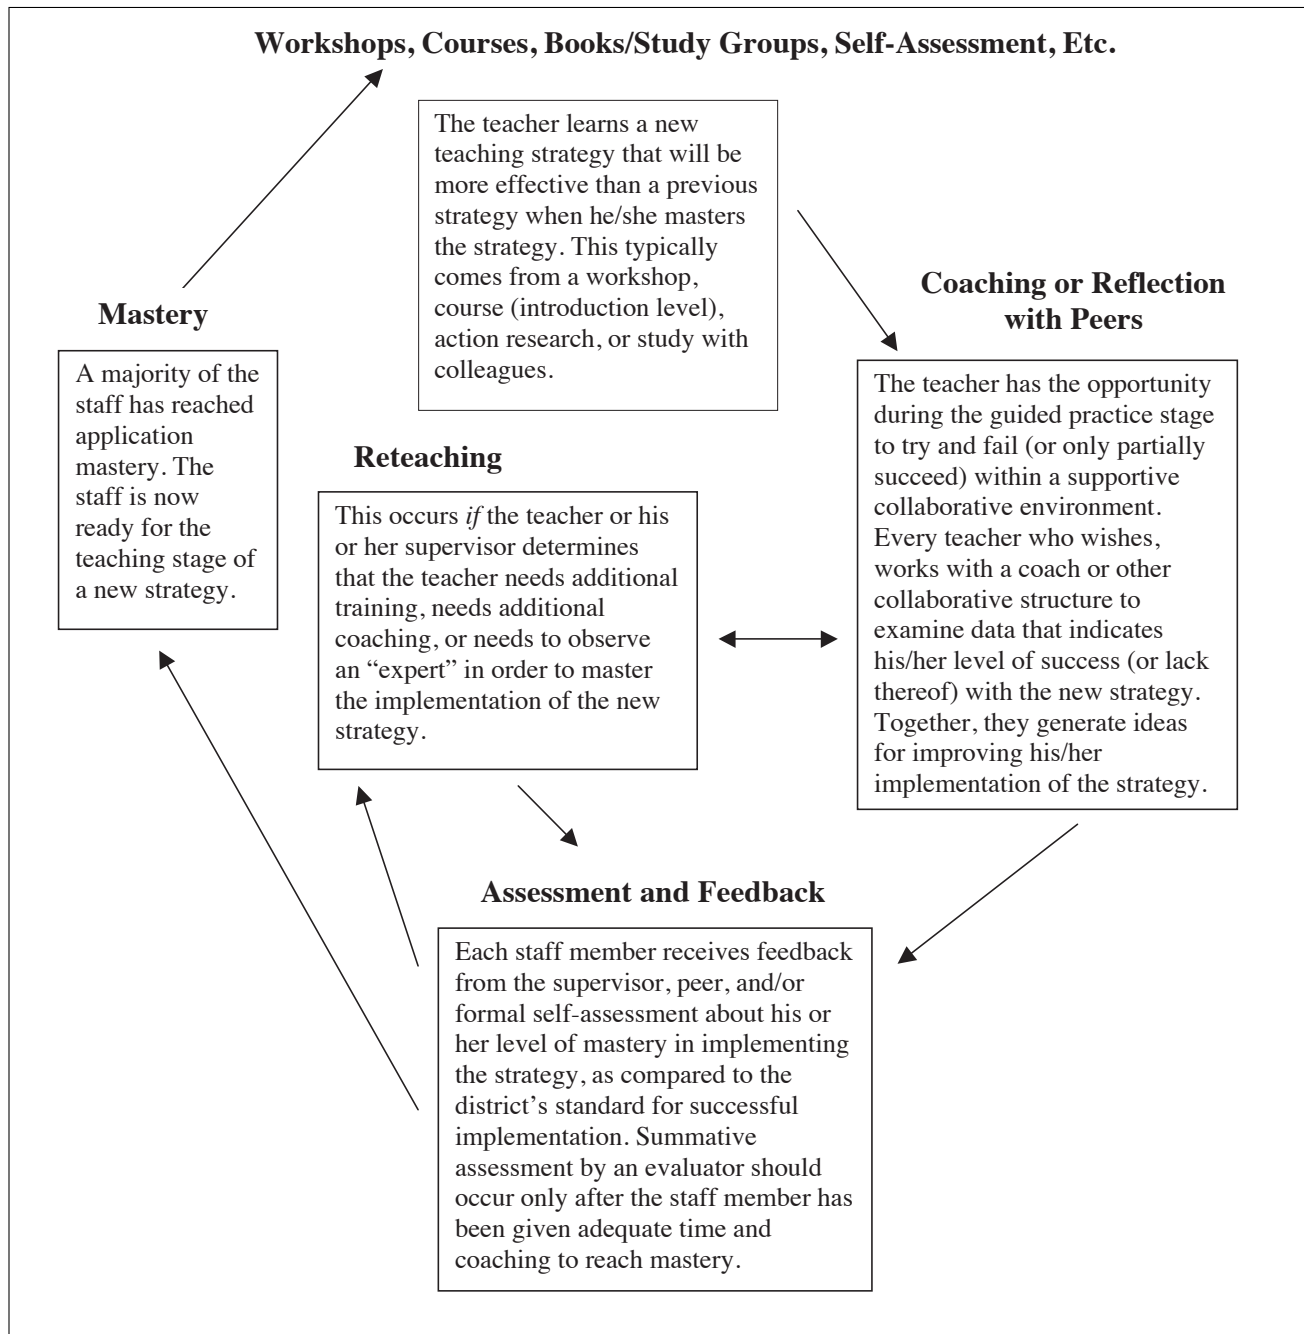 Workshops, Courses, Books/Study Groups, Self-Assessment, Etc.
The teacher learns a new
teaching strategy that will be
more effective than a previous
strategy when he/she masters
the strategy. This typically
comes from a workshop,
course (introduction level),
action research, or study with
colleagues.
Coaching or Reflection
with Peers
The teacher has the opportunity
during the guided practice stage
to try and fail (or only partially
succeed) within a supportive
collaborative environment.
Every teacher who wishes,
works with a coach or other
collaborative structure to
examine data that indicates
his/her level of success (or lack
thereof) with the new strategy.
Together, they generate ideas
for improving his/her
implementation of the strategy.
Mastery
A majority of the
staff has reached
application
mastery. The
staff is now
ready for the
teaching stage of
a new strategy.
Reteaching
This occurs if the teacher or his
or her supervisor determines
that the teacher needs additional
training, needs additional
coaching, or needs to observe
an “expert” in order to master
the implementation of the new
strategy.
Assessment and Feedback
Each staff member receives feedback
from the supervisor, peer, and/or
formal self-assessment about his or
her level of mastery in implementing
the strategy, as compared to the
district’s standard for successful
implementation. Summative
assessment by an evaluator should
occur only after the staff member has
been given adequate time and
coaching to reach mastery.